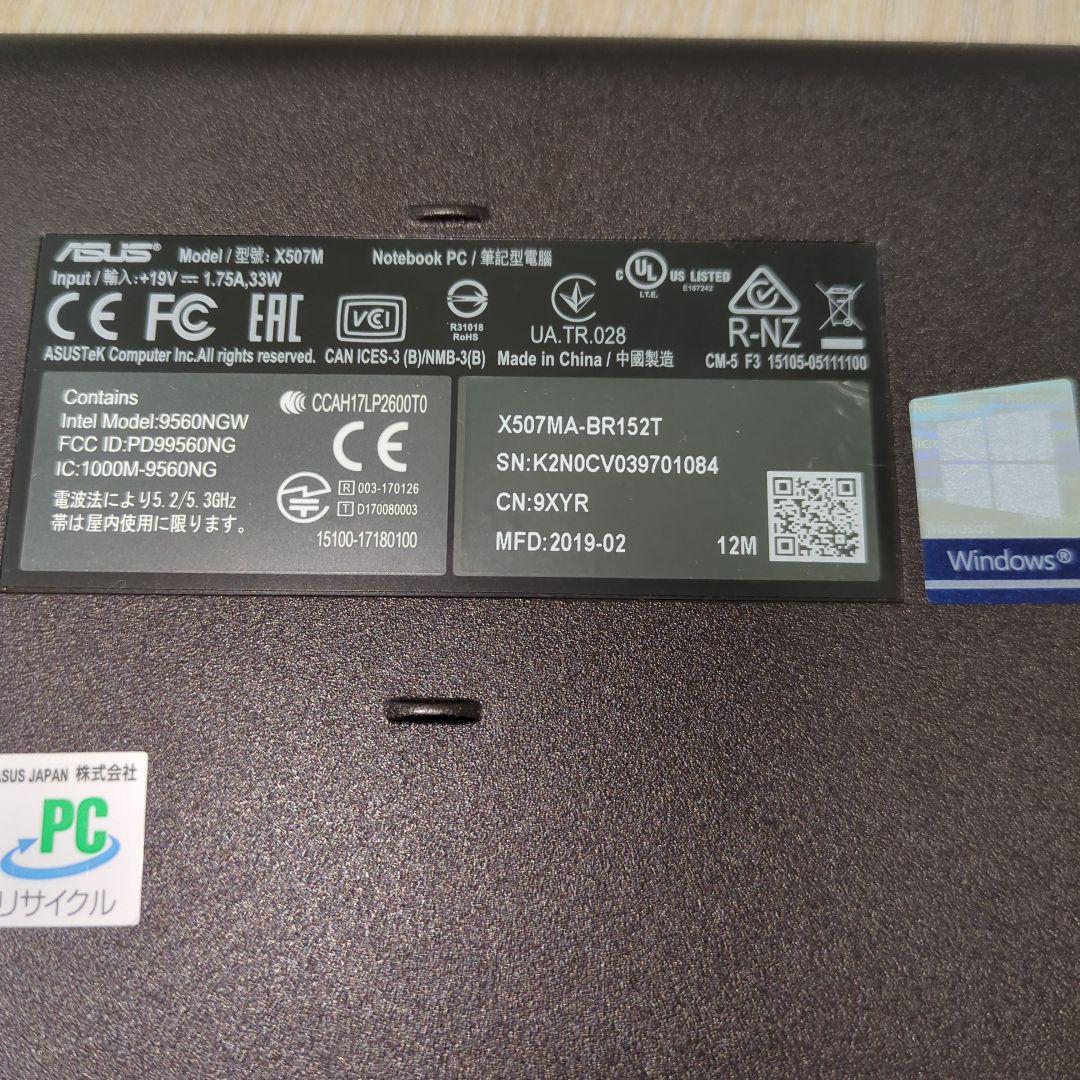 ASUS® Model / 型號: X507M Notebook PC / 筆記型電腦
Input / 輸入:+19V⎓1.75A,33W
CE FC EAC VCI
R31018
RoHS
UA.TR.028
c UL US LISTED
I.T.E.
E187242
R-NZ
ASUSTeK Computer Inc.All rights reserved. CAN ICES-3 (B)/NMB-3(B) Made in China / 中國製造 CM-5 F3 15105-05111100
Contains
Intel Model:9560NGW
FCC ID:PD99560NG
IC:1000M-9560NG
電波法により5.2/5.3GHz
帯は屋内使用に限ります。
CCAH17LP2600T0
CE
R 003-170126
T D170080003
15100-17180100
X507MA-BR152T
SN:K2N0CV039701084
CN:9XYR
MFD:2019-02 12M
Windows®
ASUS JAPAN 株式会社
PC
リサイクル